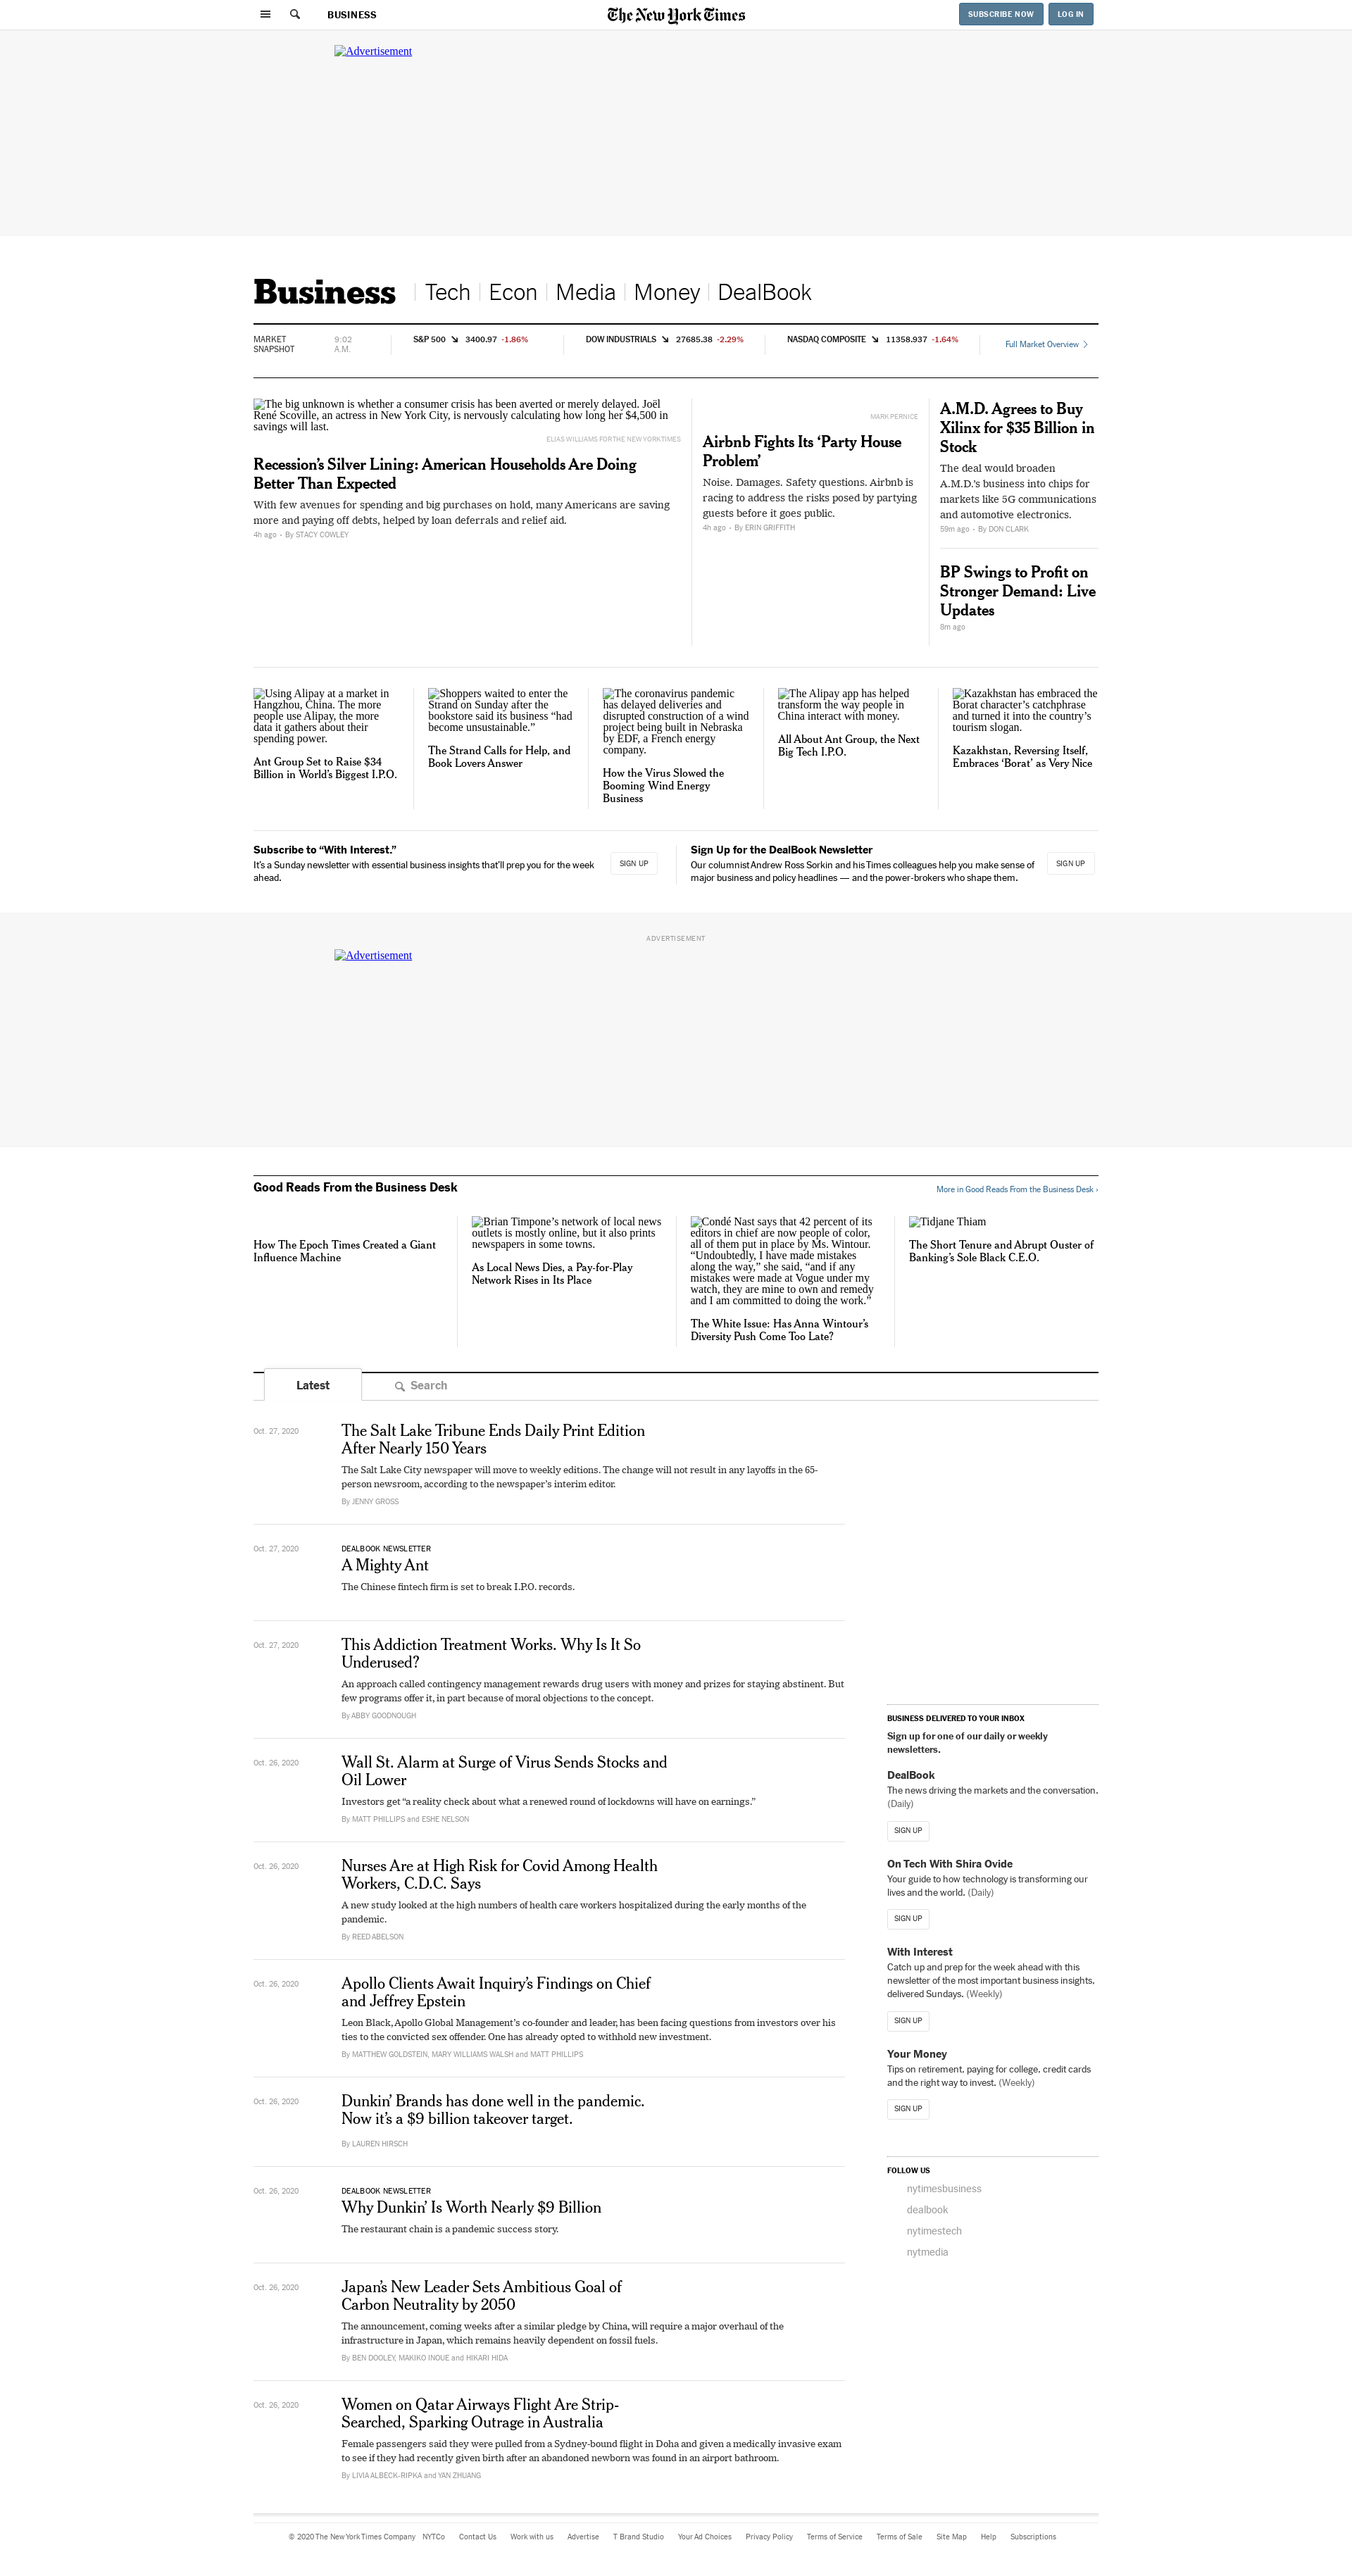 BUSINESS
The New York Times
SUBSCRIBE NOW
LOG IN
Advertisement
Business
Tech
Econ
Media
Money
DealBook
MARKET
SNAPSHOT
9:02
A.M.
S&P 500 3400.97 -1.86%
DOW INDUSTRIALS 27685.38 -2.29%
NASDAQ COMPOSITE 11358.937 -1.64%
Full Market Overview
The big unknown is whether a consumer crisis has been averted or merely delayed. Joël
René Scoville, an actress in New York City, is nervously calculating how long her $4,500 in
savings will last.
ELIAS WILLIAMS FOR THE NEW YORK TIMES
Recession’s Silver Lining: American Households Are Doing
Better Than Expected
With few avenues for spending and big purchases on hold, many Americans are saving
more and paying off debts, helped by loan deferrals and relief aid.
4h ago • By STACY COWLEY
MARK PERNICE
Airbnb Fights Its ‘Party House
Problem’
Noise. Damages. Safety questions. Airbnb is
racing to address the risks posed by partying
guests before it goes public.
4h ago • By ERIN GRIFFITH
A.M.D. Agrees to Buy
Xilinx for $35 Billion in
Stock
The deal would broaden
A.M.D.’s business into chips for
markets like 5G communications
and automotive electronics.
59m ago • By DON CLARK
BP Swings to Profit on
Stronger Demand: Live
Updates
8m ago
Using Alipay at a market in
Hangzhou, China. The more
people use Alipay, the more
data it gathers about their
spending power.
Ant Group Set to Raise $34
Billion in World’s Biggest I.P.O.
Shoppers waited to enter the
Strand on Sunday after the
bookstore said its business “had
become unsustainable.”
The Strand Calls for Help, and
Book Lovers Answer
The coronavirus pandemic
has delayed deliveries and
disrupted construction of a wind
project being built in Nebraska
by EDF, a French energy
company.
How the Virus Slowed the
Booming Wind Energy
Business
The Alipay app has helped
transform the way people in
China interact with money.
All About Ant Group, the Next
Big Tech I.P.O.
Kazakhstan has embraced the
Borat character’s catchphrase
and turned it into the country’s
tourism slogan.
Kazakhstan, Reversing Itself,
Embraces ‘Borat’ as Very Nice
Subscribe to “With Interest.”
It’s a Sunday newsletter with essential business insights that’ll prep you for the week
ahead.
SIGN UP
Sign Up for the DealBook Newsletter
Our columnist Andrew Ross Sorkin and his Times colleagues help you make sense of
major business and policy headlines — and the power-brokers who shape them.
SIGN UP
ADVERTISEMENT
Advertisement
Good Reads From the Business Desk
More in Good Reads From the Business Desk ›
How The Epoch Times Created a Giant
Influence Machine
Brian Timpone’s network of local news
outlets is mostly online, but it also prints
newspapers in some towns.
As Local News Dies, a Pay-for-Play
Network Rises in Its Place
Condé Nast says that 42 percent of its
editors in chief are now people of color,
all of them put in place by Ms. Wintour.
“Undoubtedly, I have made mistakes
along the way,” she said, “and if any
mistakes were made at Vogue under my
watch, they are mine to own and remedy
and I am committed to doing the work.”
The White Issue: Has Anna Wintour’s
Diversity Push Come Too Late?
Tidjane Thiam
The Short Tenure and Abrupt Ouster of
Banking’s Sole Black C.E.O.
Latest
Search
Oct. 27, 2020
The Salt Lake Tribune Ends Daily Print Edition
After Nearly 150 Years
The Salt Lake City newspaper will move to weekly editions. The change will not result in any layoffs in the 65-
person newsroom, according to the newspaper’s interim editor.
By JENNY GROSS
Oct. 27, 2020
DEALBOOK NEWSLETTER
A Mighty Ant
The Chinese fintech firm is set to break I.P.O. records.
Oct. 27, 2020
This Addiction Treatment Works. Why Is It So
Underused?
An approach called contingency management rewards drug users with money and prizes for staying abstinent. But
few programs offer it, in part because of moral objections to the concept.
By ABBY GOODNOUGH
Oct. 26, 2020
Wall St. Alarm at Surge of Virus Sends Stocks and
Oil Lower
Investors get “a reality check about what a renewed round of lockdowns will have on earnings.”
By MATT PHILLIPS and ESHE NELSON
Oct. 26, 2020
Nurses Are at High Risk for Covid Among Health
Workers, C.D.C. Says
A new study looked at the high numbers of health care workers hospitalized during the early months of the
pandemic.
By REED ABELSON
Oct. 26, 2020
Apollo Clients Await Inquiry’s Findings on Chief
and Jeffrey Epstein
Leon Black, Apollo Global Management’s co-founder and leader, has been facing questions from investors over his
ties to the convicted sex offender. One has already opted to withhold new investment.
By MATTHEW GOLDSTEIN, MARY WILLIAMS WALSH and MATT PHILLIPS
Oct. 26, 2020
Dunkin’ Brands has done well in the pandemic.
Now it’s a $9 billion takeover target.
By LAUREN HIRSCH
Oct. 26, 2020
DEALBOOK NEWSLETTER
Why Dunkin’ Is Worth Nearly $9 Billion
The restaurant chain is a pandemic success story.
Oct. 26, 2020
Japan’s New Leader Sets Ambitious Goal of
Carbon Neutrality by 2050
The announcement, coming weeks after a similar pledge by China, will require a major overhaul of the
infrastructure in Japan, which remains heavily dependent on fossil fuels.
By BEN DOOLEY, MAKIKO INOUE and HIKARI HIDA
Oct. 26, 2020
Women on Qatar Airways Flight Are Strip-
Searched, Sparking Outrage in Australia
Female passengers said they were pulled from a Sydney-bound flight in Doha and given a medically invasive exam
to see if they had recently given birth after an abandoned newborn was found in an airport bathroom.
By LIVIA ALBECK-RIPKA and YAN ZHUANG
BUSINESS DELIVERED TO YOUR INBOX
Sign up for one of our daily or weekly
newsletters.
DealBook
The news driving the markets and the conversation.
(Daily)
SIGN UP
On Tech With Shira Ovide
Your guide to how technology is transforming our
lives and the world. (Daily)
SIGN UP
With Interest
Catch up and prep for the week ahead with this
newsletter of the most important business insights,
delivered Sundays. (Weekly)
SIGN UP
Your Money
Tips on retirement, paying for college, credit cards
and the right way to invest. (Weekly)
SIGN UP
FOLLOW US
nytimesbusiness
dealbook
nytimestech
nytmedia
© 2020 The New York Times Company NYTCo Contact Us Work with us Advertise T Brand Studio Your Ad Choices Privacy Policy Terms of Service Terms of Sale Site Map Help Subscriptions